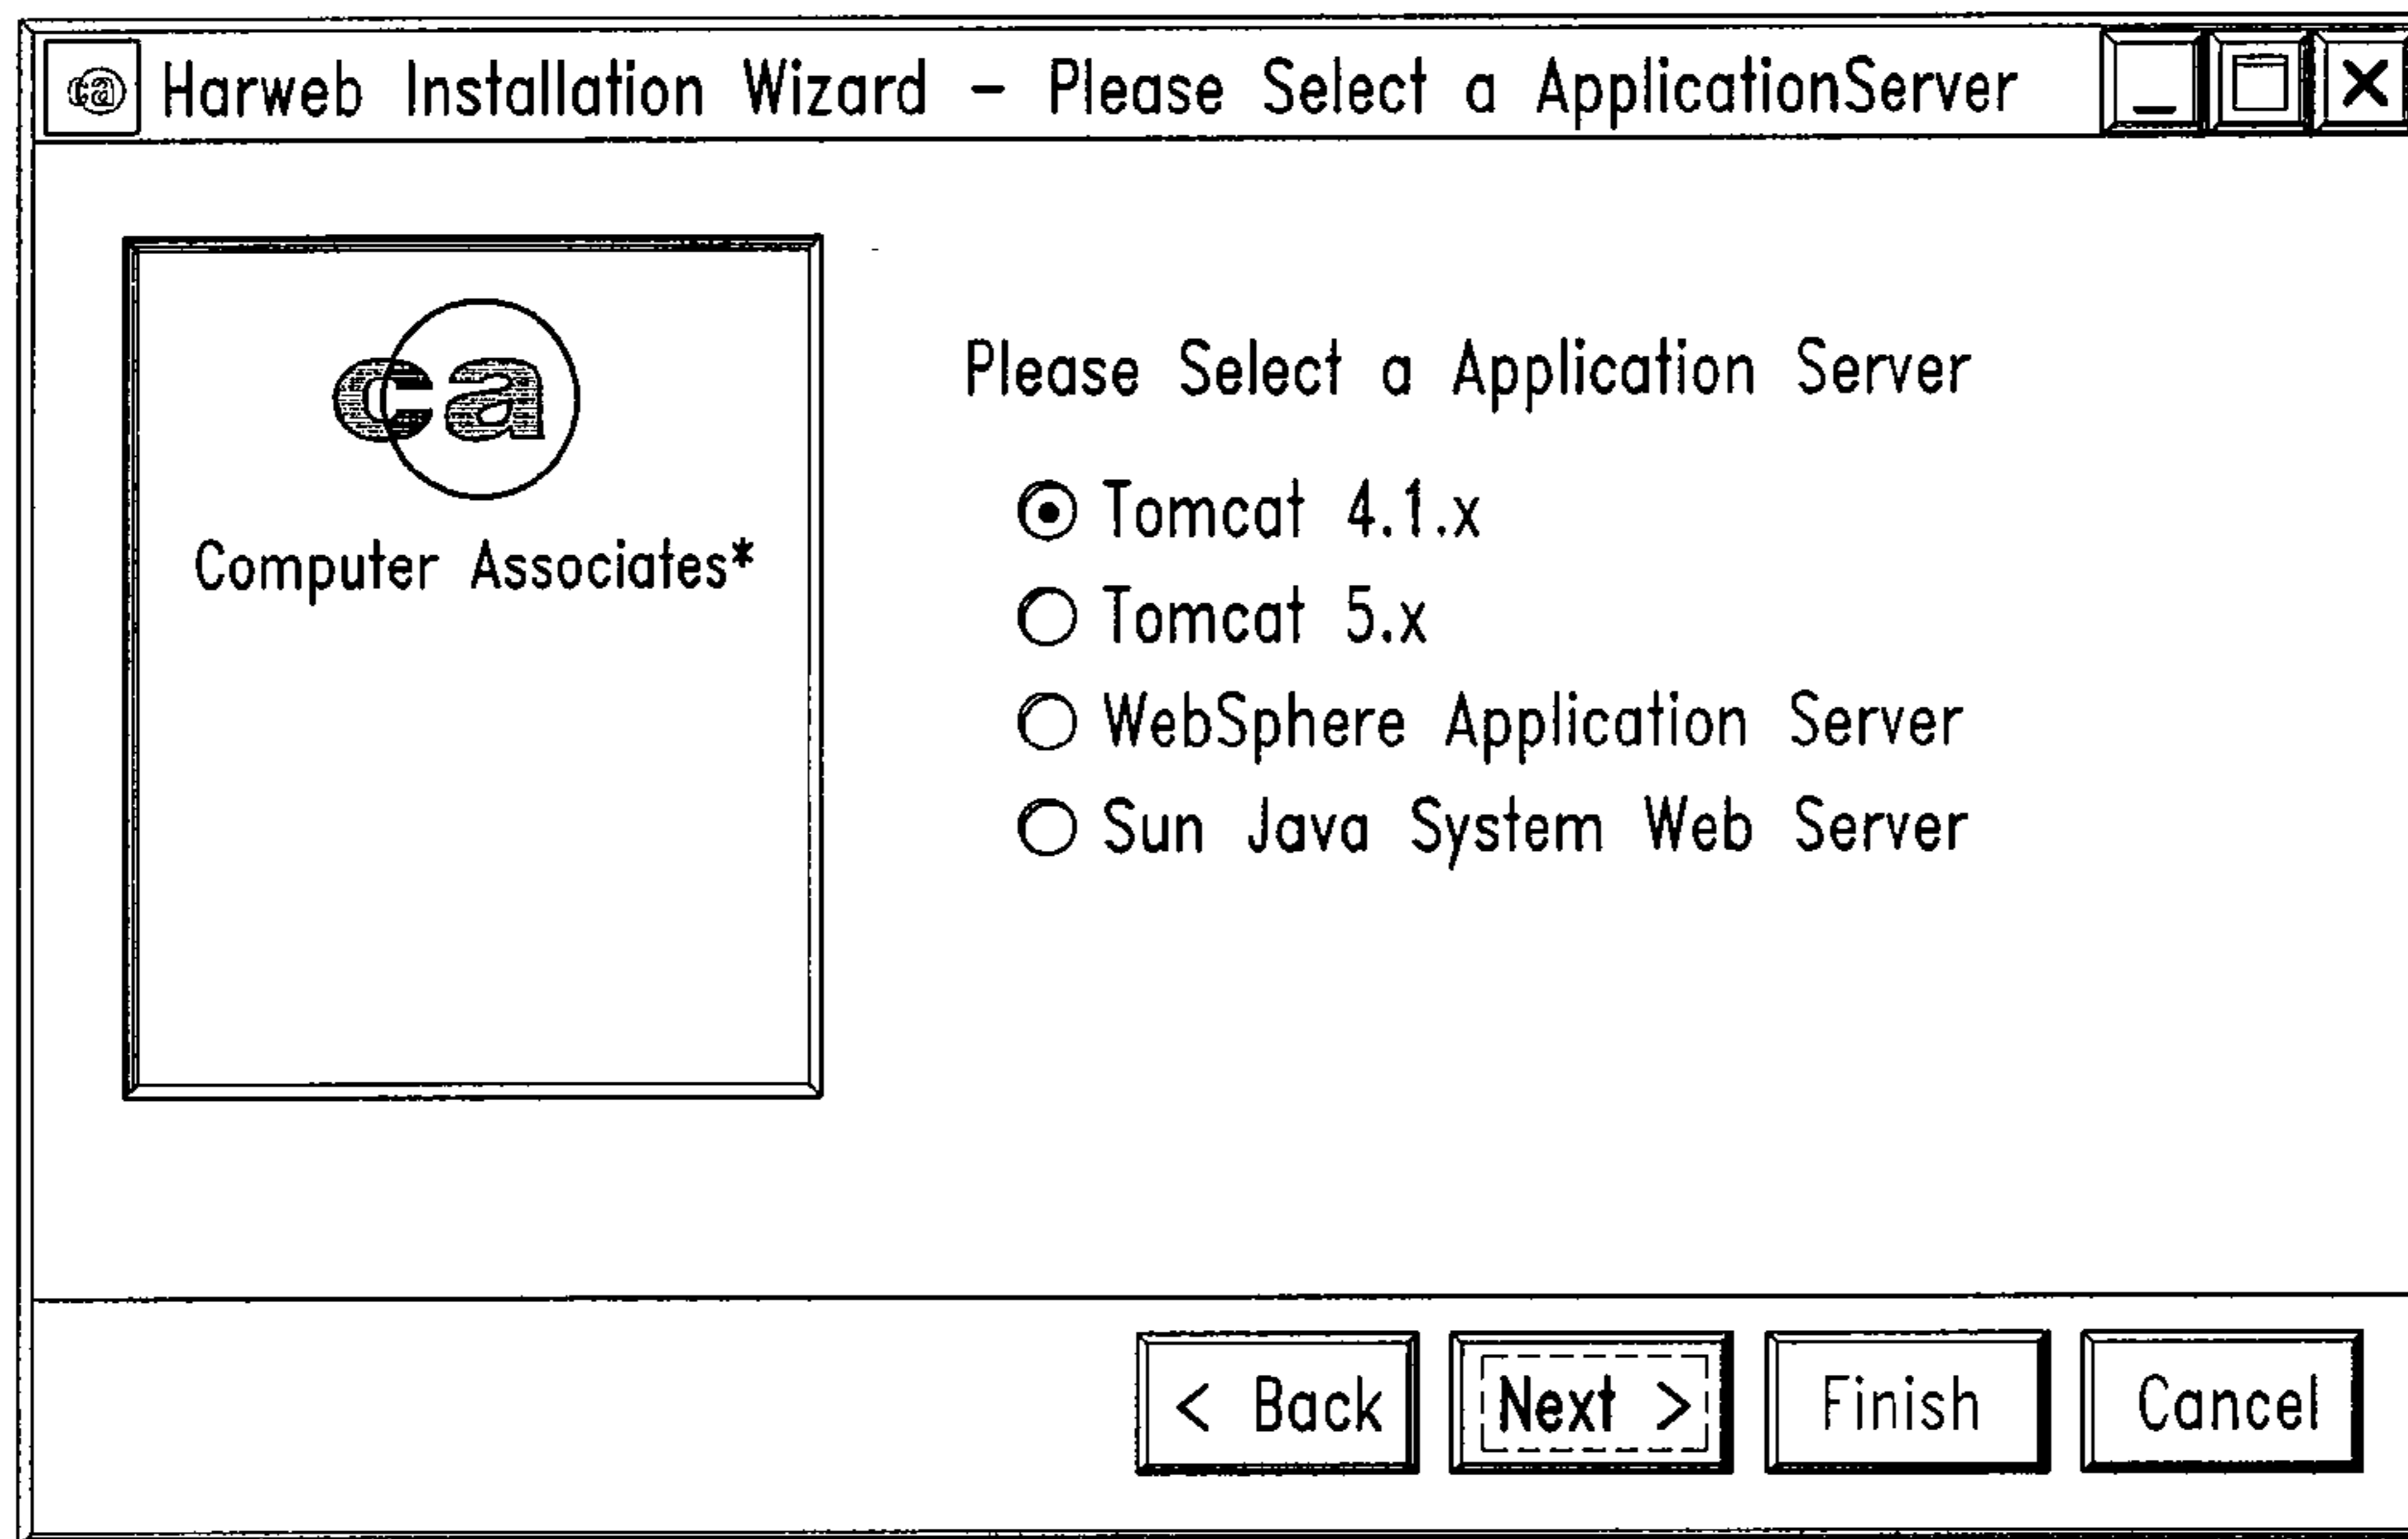 ca Harweb Installation Wizard – Please Select a ApplicationServer
ca
Computer Associates*
Please Select a Application Server
Tomcat 4.1.x
Tomcat 5.x
WebSphere Application Server
Sun Java System Web Server
< Back Next > Finish Cancel